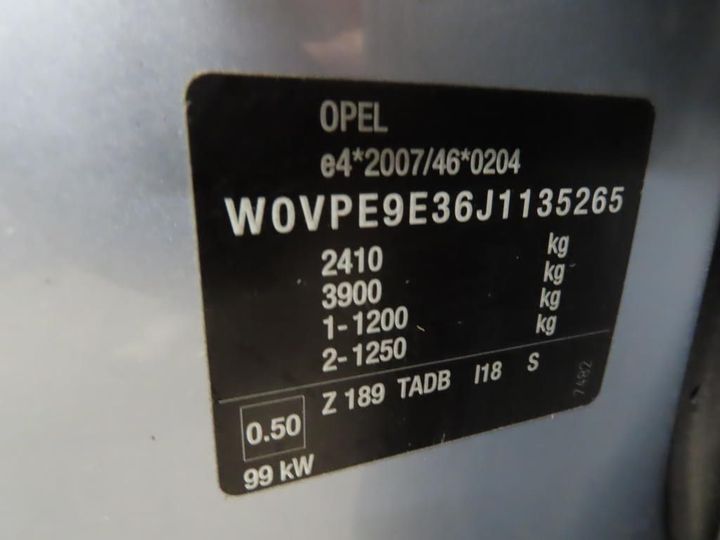 OPEL
e4*2007/46*0204
W0VPE9E36J1135265
2410 kg
3900 kg
1-1200 kg
2-1250 kg
Z 189 TADB I18 S
7482
0.50
99 kW